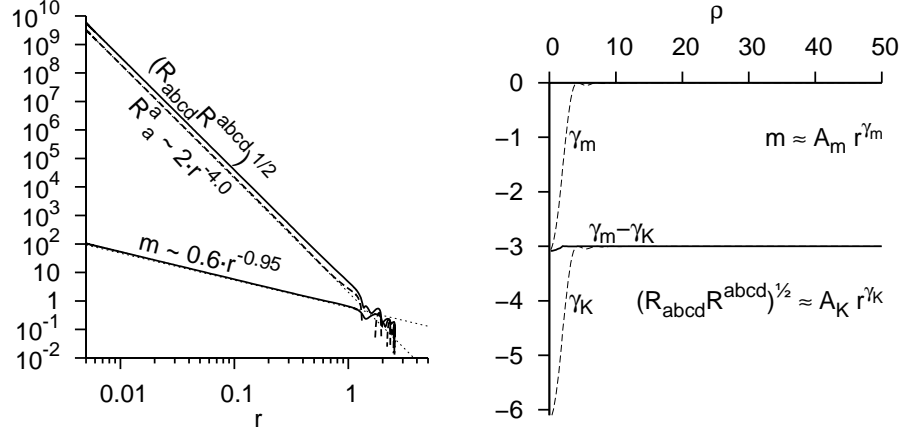 10^10
10^9
10^8
10^7
10^6
10^5
10^4
10^3
10^2
10
1
10^-1
10^-2
0.01 0.1 1
r
(R_abcd R^abcd)^1/2
R^a_a ~ 2·r^-4.0
m ~ 0.6·r^-0.95
ρ
0 10 20 30 40 50
0
−1
−2
−3
−4
−5
−6
γ_m
m ≈ A_m r^γ_m
γ_m−γ_K
γ_K
(R_abcd R^abcd)^½ ≈ A_K r^γ_K